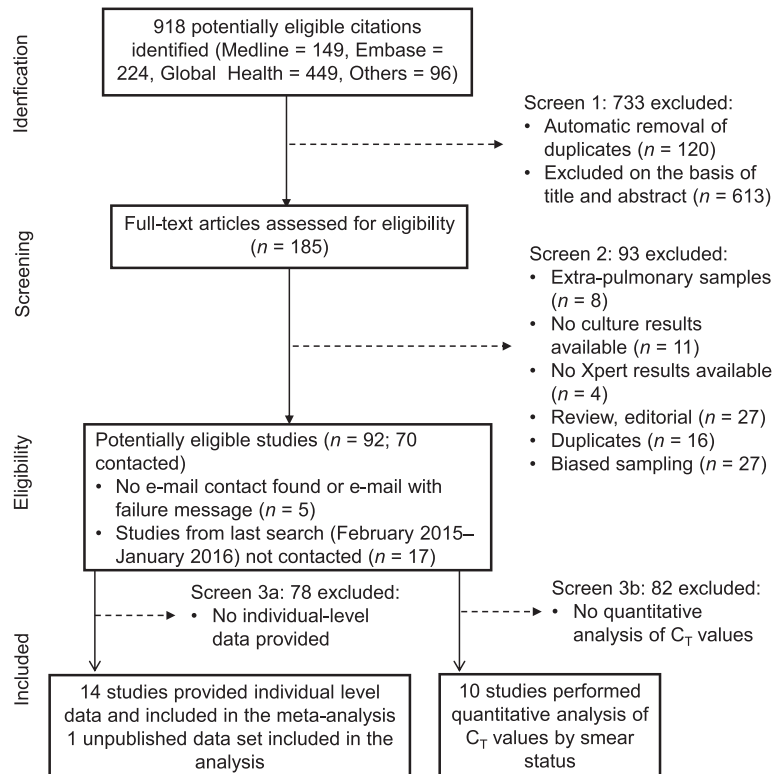 Idenfication
918 potentially eligible citations
identified (Medline = 149, Embase =
224, Global Health = 449, Others = 96)
Screen 1: 733 excluded:
• Automatic removal of
duplicates (n = 120)
• Excluded on the basis of
title and abstract (n = 613)
Screening
Full-text articles assessed for eligibility
(n = 185)
Screen 2: 93 excluded:
• Extra-pulmonary samples
(n = 8)
• No culture results
available (n = 11)
• No Xpert results available
(n = 4)
• Review, editorial (n = 27)
• Duplicates (n = 16)
• Biased sampling (n = 27)
Eligibility
Potentially eligible studies (n = 92; 70
contacted)
• No e-mail contact found or e-mail with
failure message (n = 5)
• Studies from last search (February 2015–
January 2016) not contacted (n = 17)
Screen 3a: 78 excluded:
• No individual-level
data provided
Screen 3b: 82 excluded:
• No quantitative
analysis of CT values
Included
14 studies provided individual level
data and included in the meta-analysis
1 unpublished data set included in the
analysis
10 studies performed
quantitative analysis of
CT values by smear
status